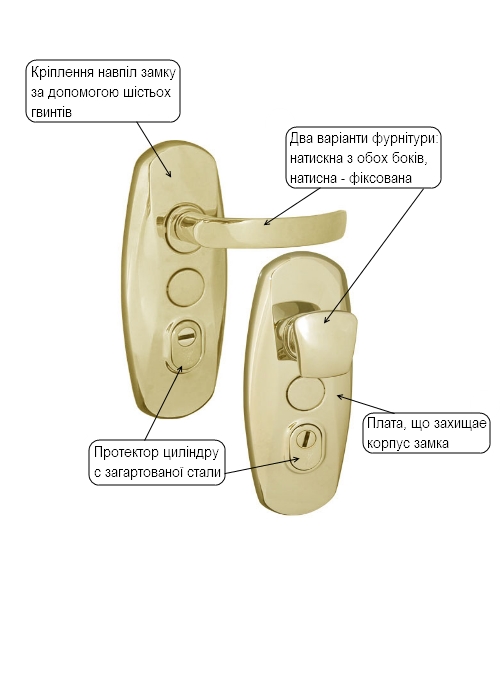 Кріплення навпіл замку
за допомогою шістьох
гвинтів
Два варіанти фурнітури:
натискна з обох боків,
натисна - фіксована
Плата, що захищає
корпус замка
Протектор циліндру
с загартованої стали